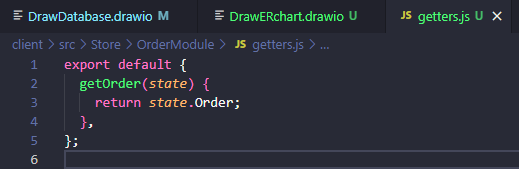 DrawDatabase.drawio M DrawERchart.drawio U JS getters.js U
client > src > Store > OrderModule > JS getters.js > ...
1 export default {
2 getOrder(state) {
3 return state.Order;
4 },
5 };
6